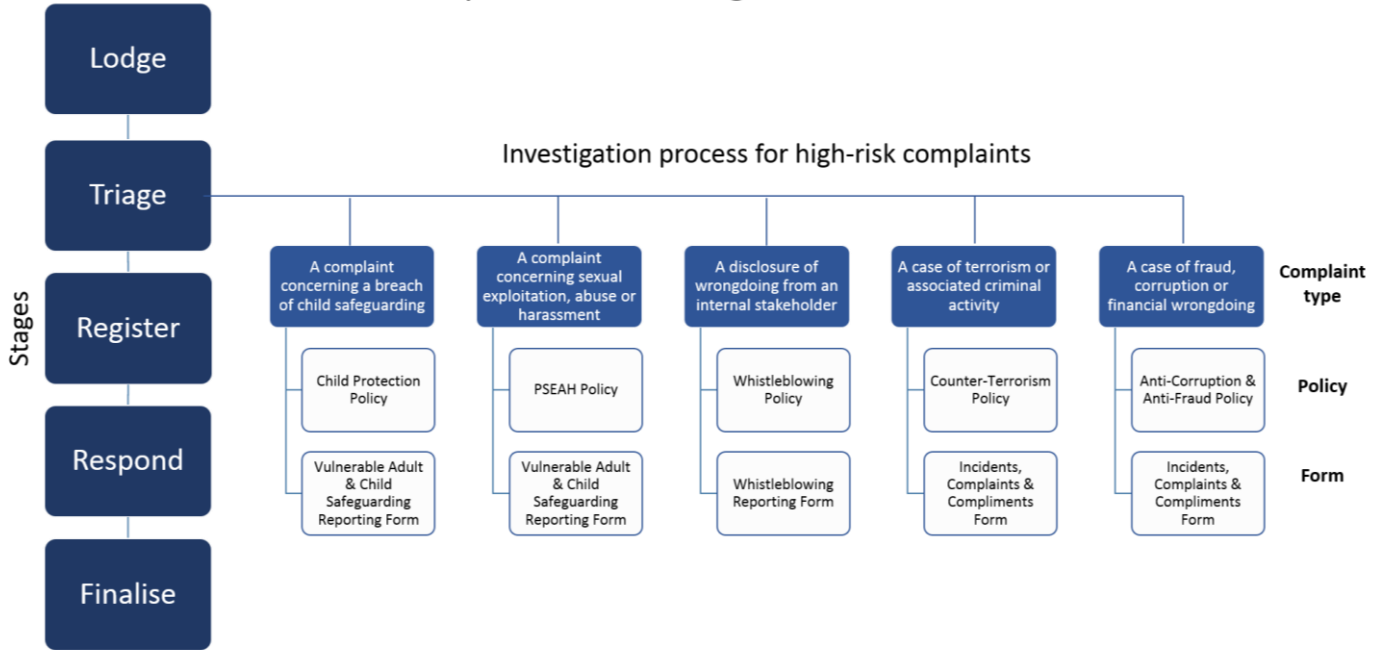 Lodge
Investigation process for high-risk complaints
Triage
A complaint
concerning a breach
of child safeguarding
A complaint
concerning sexual
exploitation, abuse or
harassment
A disclosure of
wrongdoing from an
internal stakeholder
A case of terrorism or
associated criminal
activity
A case of fraud,
corruption or
financial wrongdoing
Complaint
type
Stages
Register
Child Protection
Policy
PSEAH Policy
Whistleblowing
Policy
Counter-Terrorism
Policy
Anti-Corruption &
Anti-Fraud Policy
Policy
Respond
Vulnerable Adult
& Child
Safeguarding
Reporting Form
Vulnerable Adult
& Child
Safeguarding
Reporting Form
Whistleblowing
Reporting Form
Incidents,
Complaints &
Compliments
Form
Incidents,
Complaints &
Compliments
Form
Form
Finalise